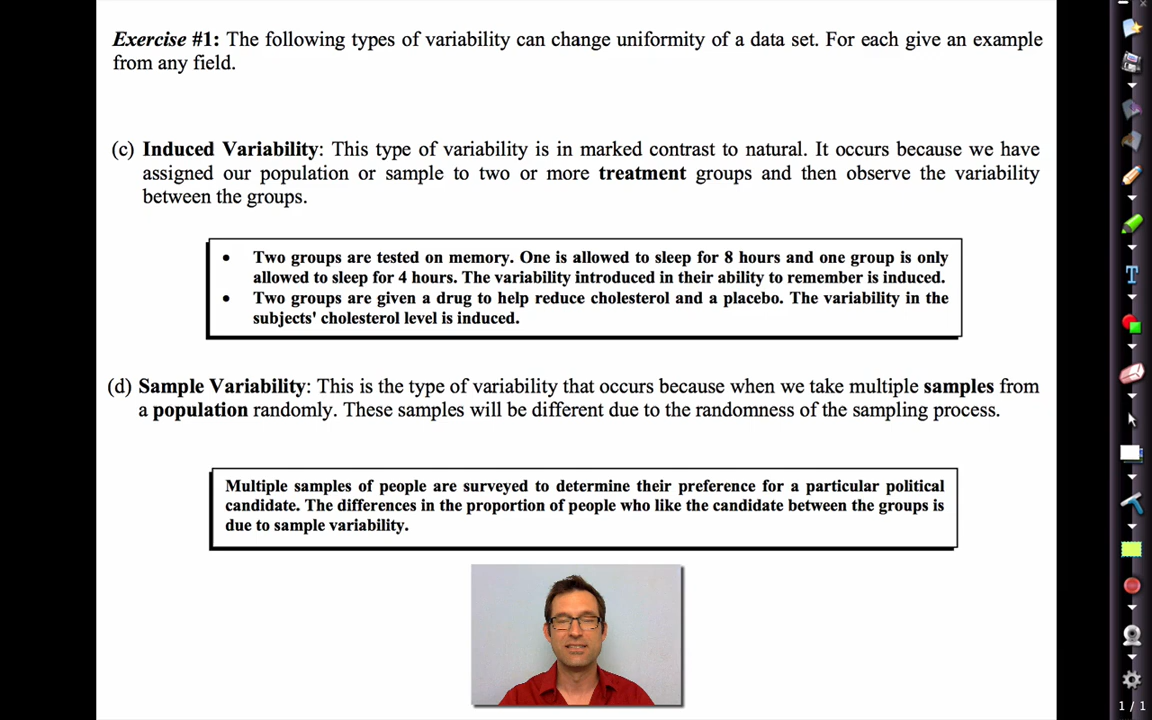 Exercise #1: The following types of variability can change uniformity of a data set. For each give an example
from any field.
(c) Induced Variability: This type of variability is in marked contrast to natural. It occurs because we have
assigned our population or sample to two or more treatment groups and then observe the variability
between the groups.
• Two groups are tested on memory. One is allowed to sleep for 8 hours and one group is only
allowed to sleep for 4 hours. The variability introduced in their ability to remember is induced.
• Two groups are given a drug to help reduce cholesterol and a placebo. The variability in the
subjects' cholesterol level is induced.
(d) Sample Variability: This is the type of variability that occurs because when we take multiple samples from
a population randomly. These samples will be different due to the randomness of the sampling process.
Multiple samples of people are surveyed to determine their preference for a particular political
candidate. The differences in the proportion of people who like the candidate between the groups is
due to sample variability.
T
1 / 1